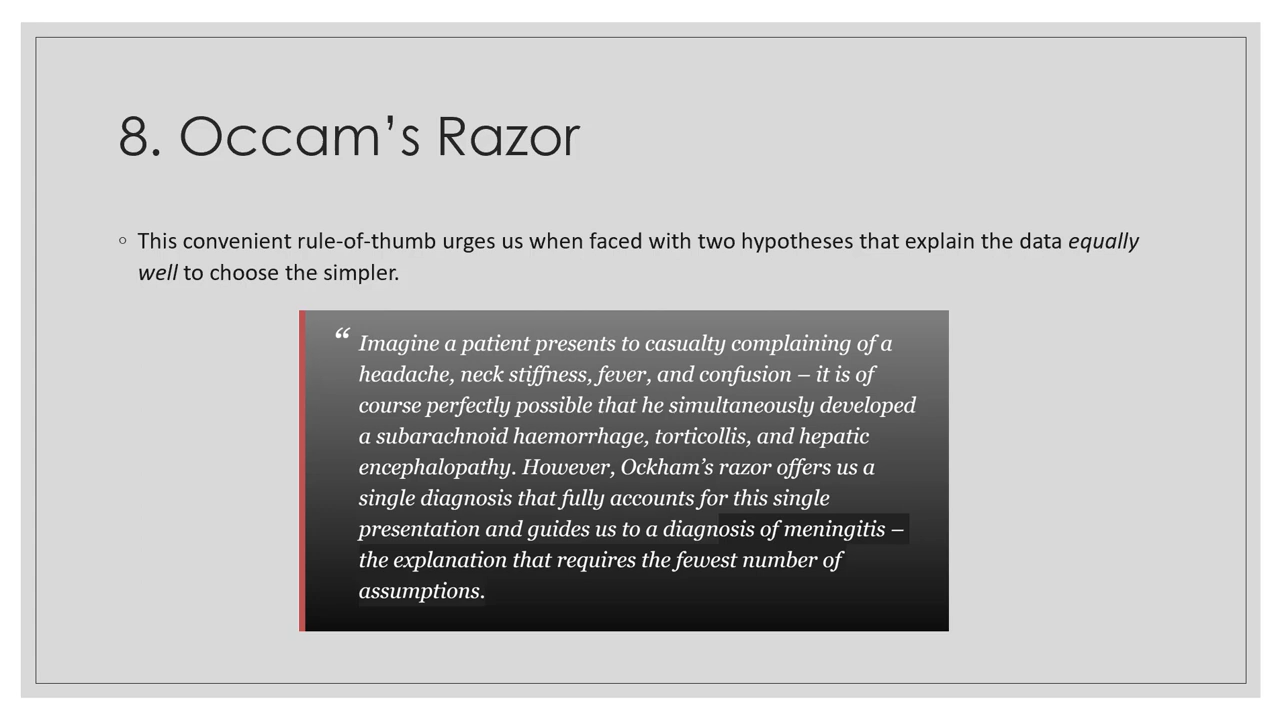 8. Occam’s Razor
◦ This convenient rule-of-thumb urges us when faced with two hypotheses that explain the data equally
well to choose the simpler.
“ Imagine a patient presents to casualty complaining of a
headache, neck stiffness, fever, and confusion – it is of
course perfectly possible that he simultaneously developed
a subarachnoid haemorrhage, torticollis, and hepatic
encephalopathy. However, Ockham’s razor offers us a
single diagnosis that fully accounts for this single
presentation and guides us to a diagnosis of meningitis –
the explanation that requires the fewest number of
assumptions.